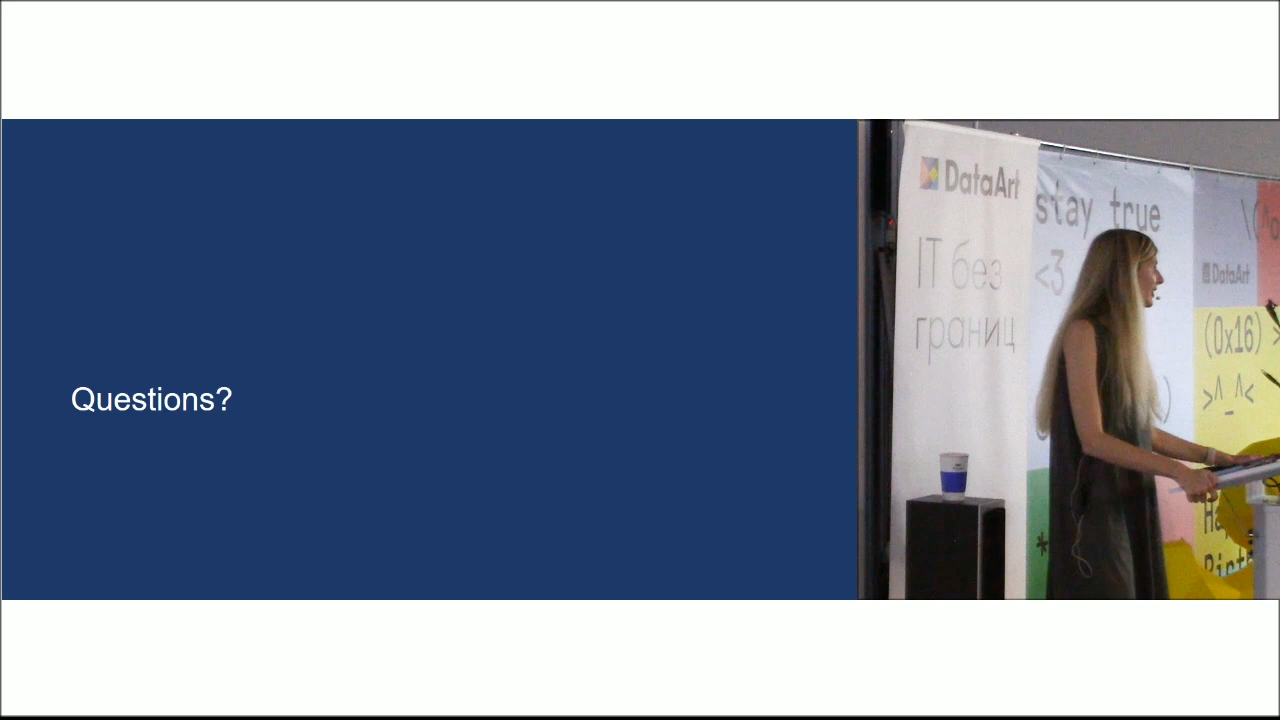 Questions?
DataArt
IT без
границ
stay true
<3
DataArt
(0x16) >
>^_^<
*